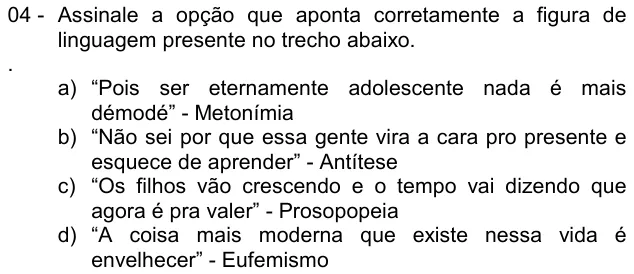 04 - Assinale a opção que aponta corretamente a figura de
linguagem presente no trecho abaixo.
.
a) “Pois ser eternamente adolescente nada é mais
démodé” - Metonímia
b) “Não sei por que essa gente vira a cara pro presente e
esquece de aprender” - Antítese
c) “Os filhos vão crescendo e o tempo vai dizendo que
agora é pra valer” - Prosopopeia
d) “A coisa mais moderna que existe nessa vida é
envelhecer” - Eufemismo